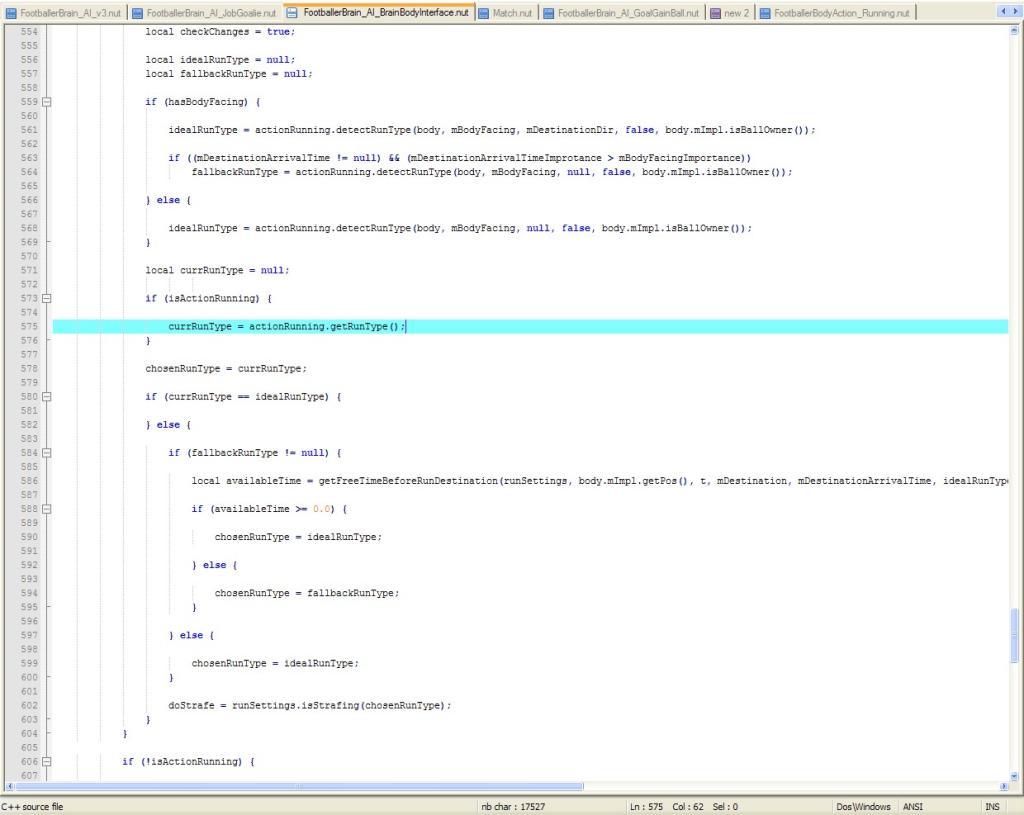 FootballerBrain_AI_v3.nut FootballerBrain_AI_JobGoalie.nut FootballerBrain_AI_BrainBodyInterface.nut Match.nut FootballerBrain_AI_GoalGainBall.nut new 2 FootballerBodyAction_Running.nut
554 local checkChanges = true;
555
556 local idealRunType = null;
557 local fallbackRunType = null;
558
559 if (hasBodyFacing) {
560
561 idealRunType = actionRunning.detectRunType(body, mBodyFacing, mDestinationDir, false, body.mImpl.isBallOwner());
562
563 if ((mDestinationArrivalTime != null) && (mDestinationArrivalTimeImprotance > mBodyFacingImportance))
564 fallbackRunType = actionRunning.detectRunType(body, mBodyFacing, null, false, body.mImpl.isBallOwner());
565
566 } else {
567
568 idealRunType = actionRunning.detectRunType(body, mBodyFacing, null, false, body.mImpl.isBallOwner());
569 }
570
571 local currRunType = null;
572
573 if (isActionRunning) {
574
575 currRunType = actionRunning.getRunType();
576 }
577
578 chosenRunType = currRunType;
579
580 if (currRunType == idealRunType) {
581
582 } else {
583
584 if (fallbackRunType != null) {
585
586 local availableTime = getFreeTimeBeforeRunDestination(runSettings, body.mImpl.getPos(), t, mDestination, mDestinationArrivalTime, idealRunType
587
588 if (availableTime >= 0.0) {
589
590 chosenRunType = idealRunType;
591
592 } else {
593
594 chosenRunType = fallbackRunType;
595 }
596
597 } else {
598
599 chosenRunType = idealRunType;
600 }
601
602 doStrafe = runSettings.isStrafing(chosenRunType);
603 }
604 }
605
606 if (!isActionRunning) {
607
C++ source file nb char : 17527 Ln : 575 Col : 62 Sel : 0 Dos\Windows ANSI INS